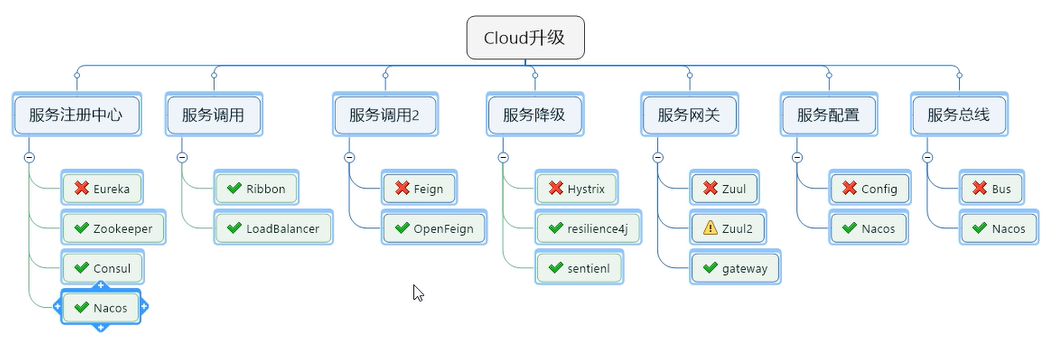 Cloud升级
服务注册中心
服务调用
服务调用2
服务降级
服务网关
服务配置
服务总线
Eureka
Ribbon
Feign
Hystrix
Zuul
Config
Bus
Zookeeper
LoadBalancer
OpenFeign
resilience4j
Zuul2
Nacos
Nacos
Consul
sentienl
gateway
Nacos